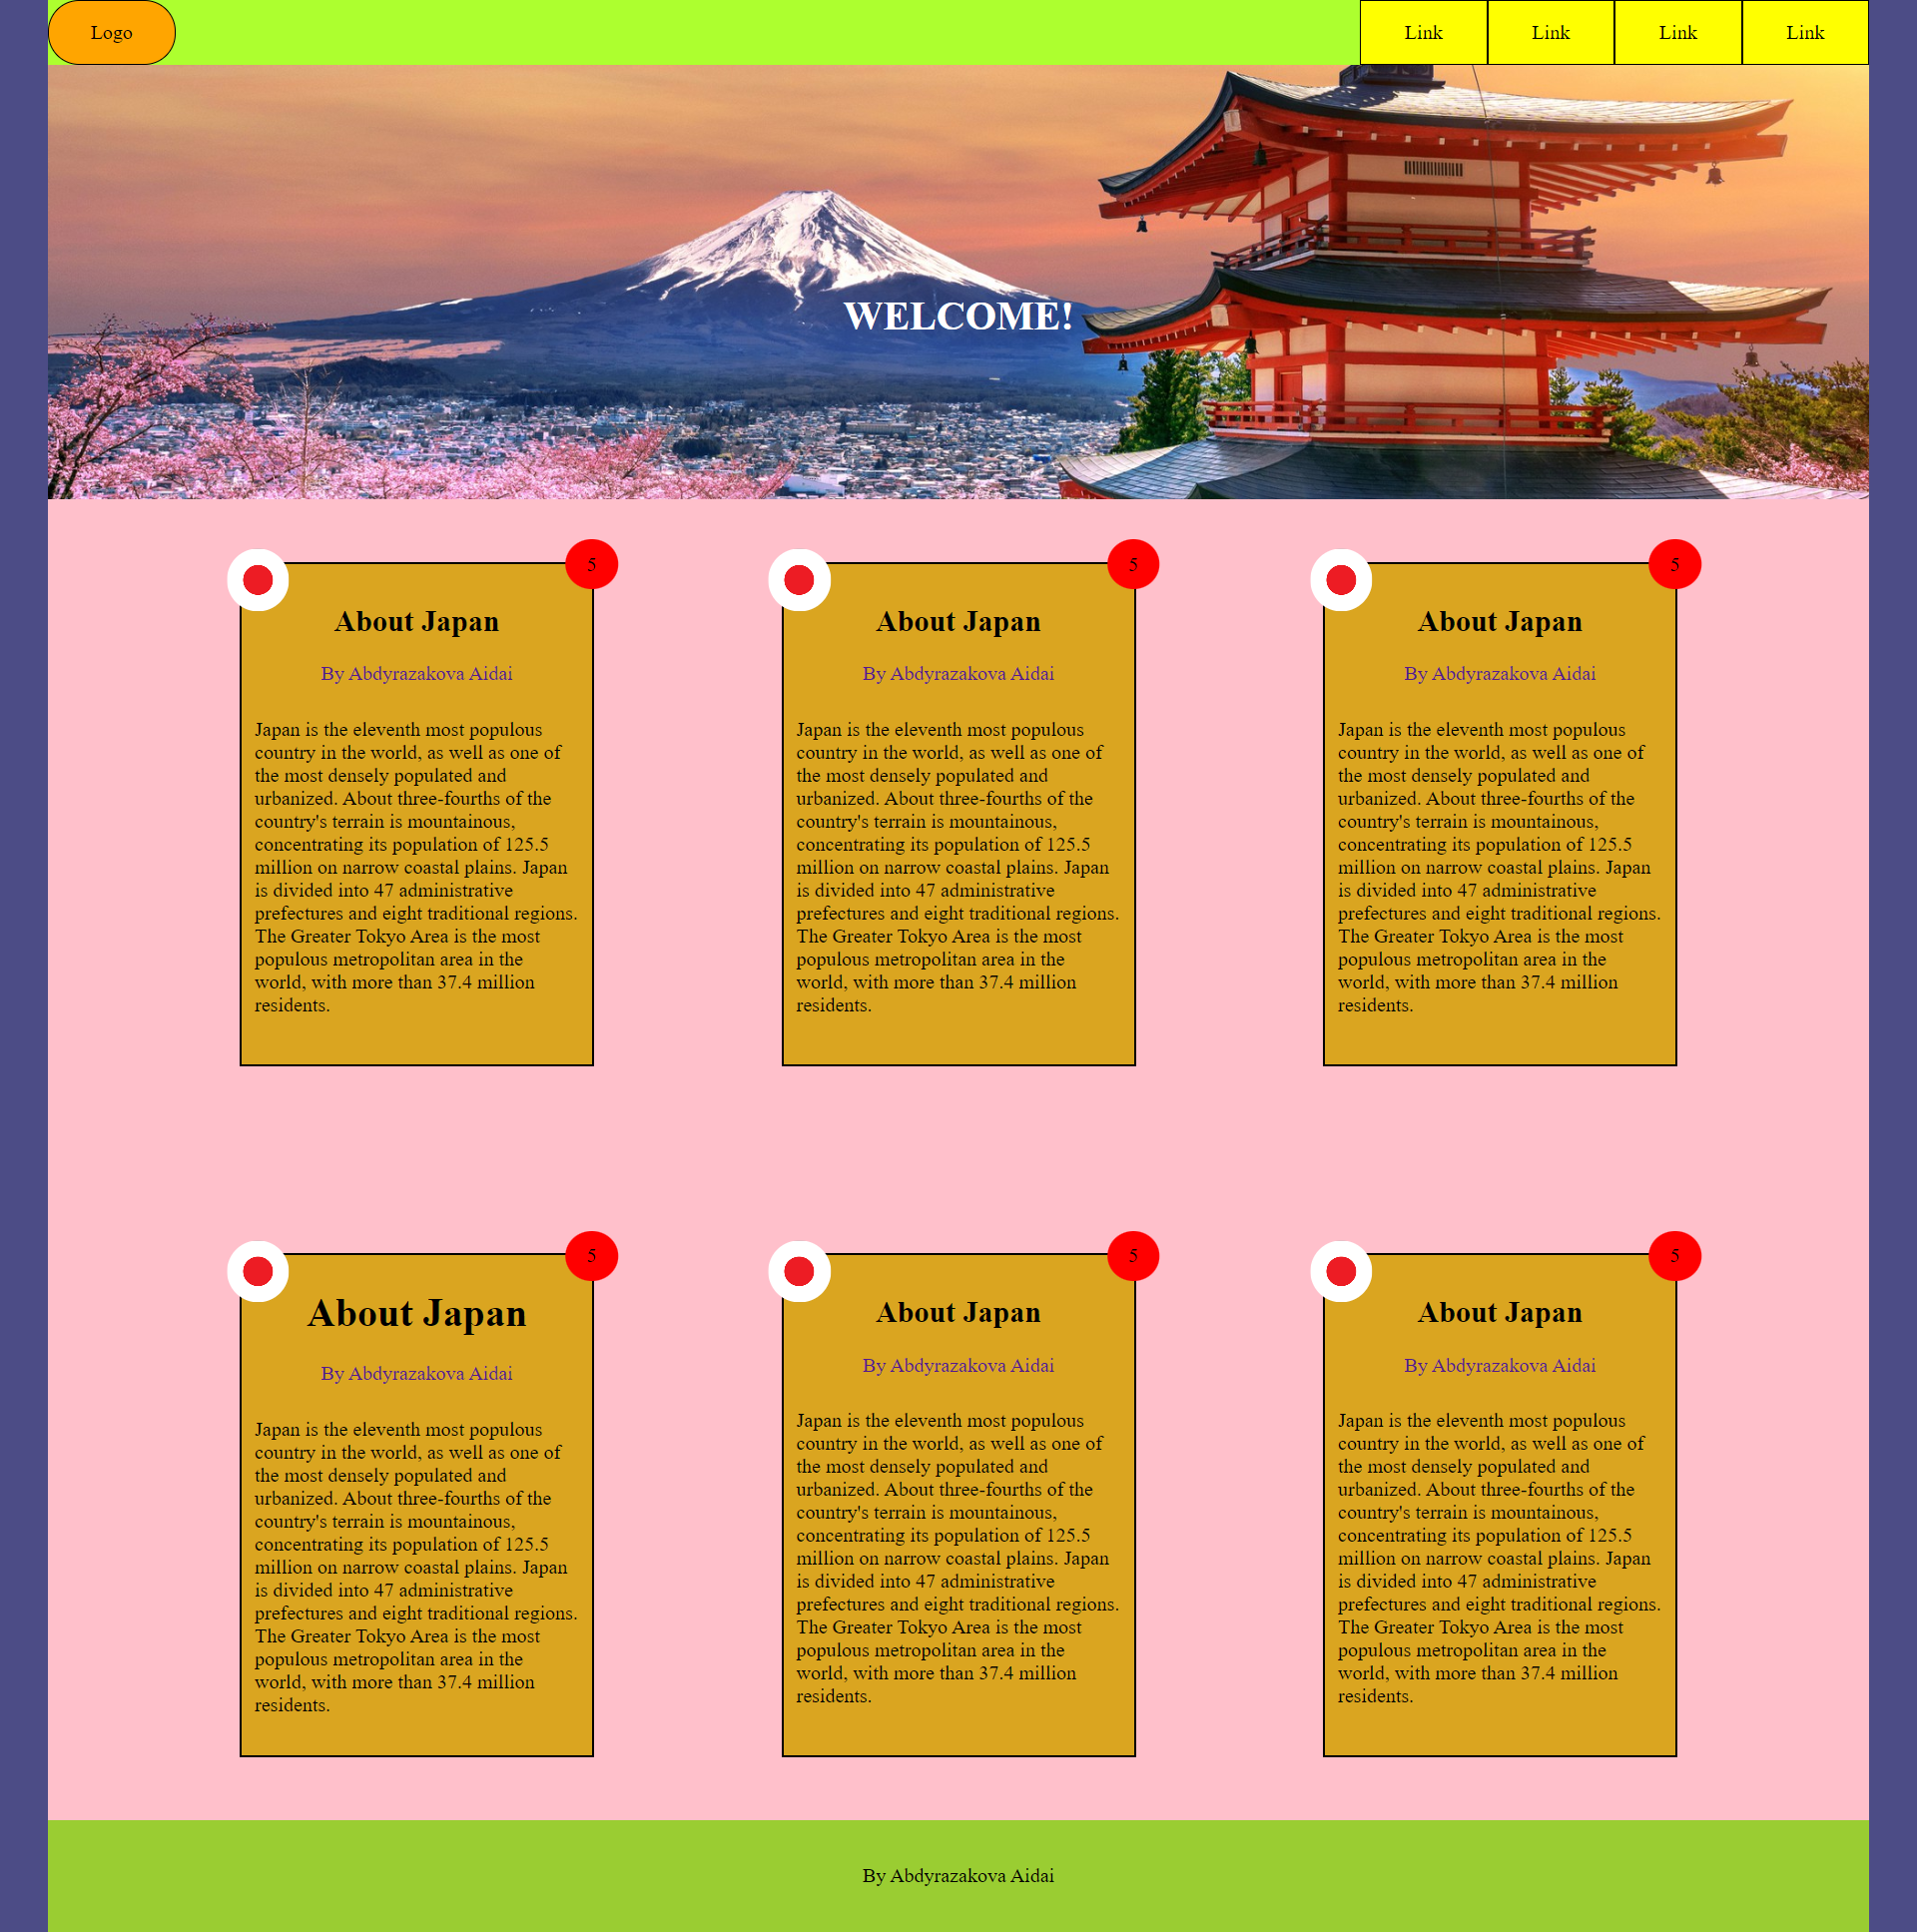 Logo
Link
Link
Link
Link
WELCOME!
5
About Japan
By Abdyrazakova Aidai
Japan is the eleventh most populous
country in the world, as well as one of
the most densely populated and
urbanized. About three-fourths of the
country's terrain is mountainous,
concentrating its population of 125.5
million on narrow coastal plains. Japan
is divided into 47 administrative
prefectures and eight traditional regions.
The Greater Tokyo Area is the most
populous metropolitan area in the
world, with more than 37.4 million
residents.
5
About Japan
By Abdyrazakova Aidai
Japan is the eleventh most populous
country in the world, as well as one of
the most densely populated and
urbanized. About three-fourths of the
country's terrain is mountainous,
concentrating its population of 125.5
million on narrow coastal plains. Japan
is divided into 47 administrative
prefectures and eight traditional regions.
The Greater Tokyo Area is the most
populous metropolitan area in the
world, with more than 37.4 million
residents.
5
About Japan
By Abdyrazakova Aidai
Japan is the eleventh most populous
country in the world, as well as one of
the most densely populated and
urbanized. About three-fourths of the
country's terrain is mountainous,
concentrating its population of 125.5
million on narrow coastal plains. Japan
is divided into 47 administrative
prefectures and eight traditional regions.
The Greater Tokyo Area is the most
populous metropolitan area in the
world, with more than 37.4 million
residents.
5
About Japan
By Abdyrazakova Aidai
Japan is the eleventh most populous
country in the world, as well as one of
the most densely populated and
urbanized. About three-fourths of the
country's terrain is mountainous,
concentrating its population of 125.5
million on narrow coastal plains. Japan
is divided into 47 administrative
prefectures and eight traditional regions.
The Greater Tokyo Area is the most
populous metropolitan area in the
world, with more than 37.4 million
residents.
5
About Japan
By Abdyrazakova Aidai
Japan is the eleventh most populous
country in the world, as well as one of
the most densely populated and
urbanized. About three-fourths of the
country's terrain is mountainous,
concentrating its population of 125.5
million on narrow coastal plains. Japan
is divided into 47 administrative
prefectures and eight traditional regions.
The Greater Tokyo Area is the most
populous metropolitan area in the
world, with more than 37.4 million
residents.
5
About Japan
By Abdyrazakova Aidai
Japan is the eleventh most populous
country in the world, as well as one of
the most densely populated and
urbanized. About three-fourths of the
country's terrain is mountainous,
concentrating its population of 125.5
million on narrow coastal plains. Japan
is divided into 47 administrative
prefectures and eight traditional regions.
The Greater Tokyo Area is the most
populous metropolitan area in the
world, with more than 37.4 million
residents.
By Abdyrazakova Aidai